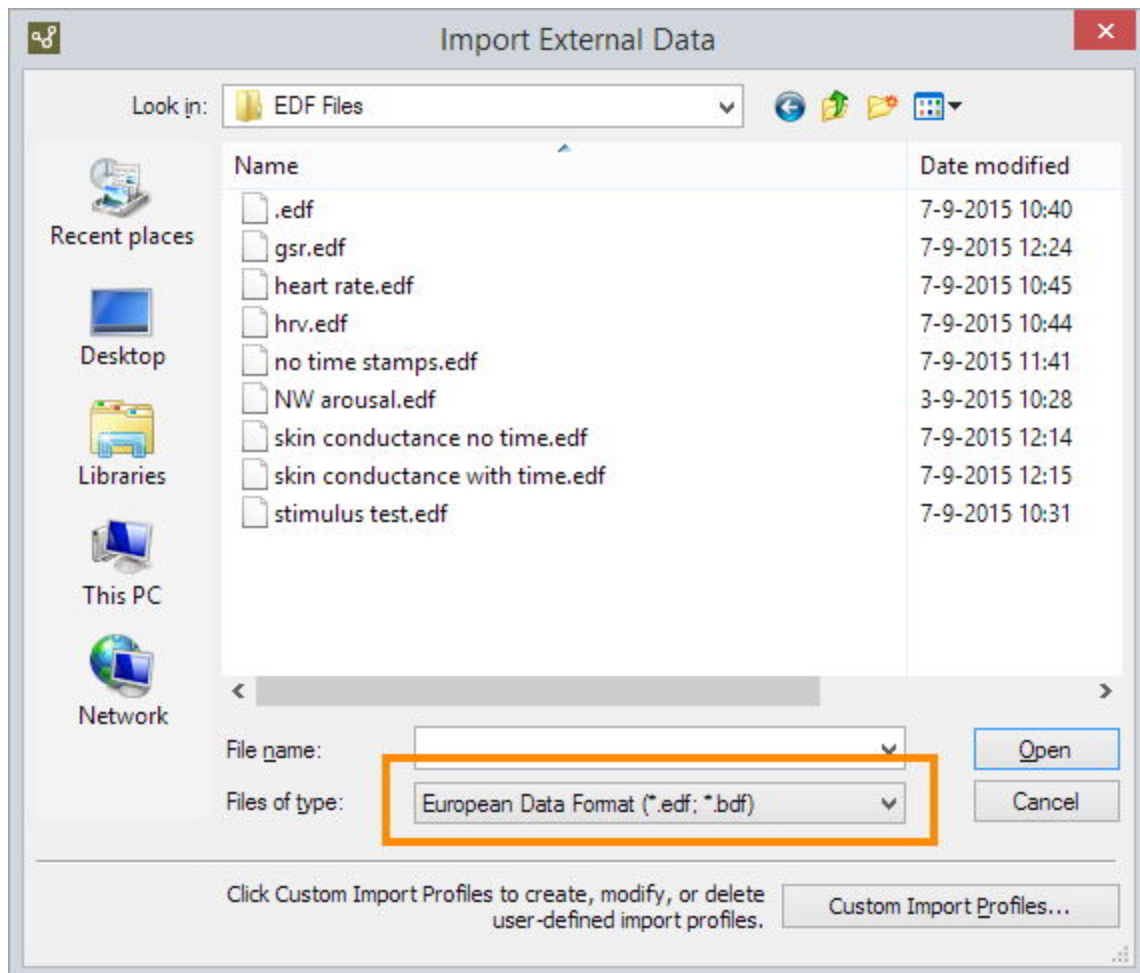 Import External Data
Look in: EDF Files
Name Date modified
.edf 7-9-2015 10:40
gsr.edf 7-9-2015 12:24
heart rate.edf 7-9-2015 10:45
hrv.edf 7-9-2015 10:44
no time stamps.edf 7-9-2015 11:41
NW arousal.edf 3-9-2015 10:28
skin conductance no time.edf 7-9-2015 12:14
skin conductance with time.edf 7-9-2015 12:15
stimulus test.edf 7-9-2015 10:31
Recent places
Desktop
Libraries
This PC
Network
File name: Open
Files of type: European Data Format (*.edf; *.bdf) Cancel
Click Custom Import Profiles to create, modify, or delete
user-defined import profiles.
Custom Import Profiles...